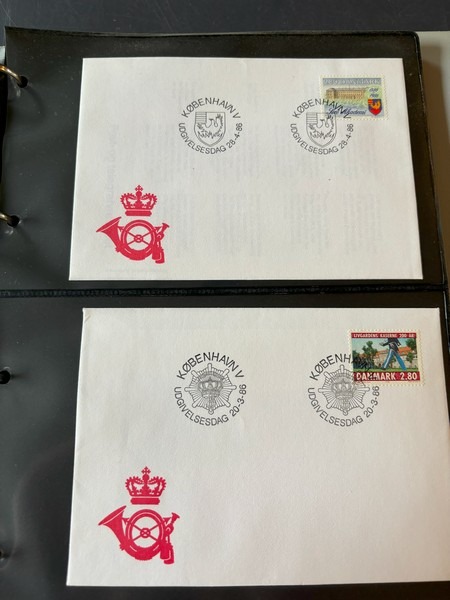 KØBENHAVN V
UDGIVELSESDAG 28-4-86
KØBENHAVN V
UDGIVELSESDAG 28-4-86
KØBENHAVN V
UDGIVELSESDAG 20-3-86
KØBENHAVN V
UDGIVELSESDAG 20-3-86
LIVGARDENS KASERNE 200 ÅR
DANMARK 2.80